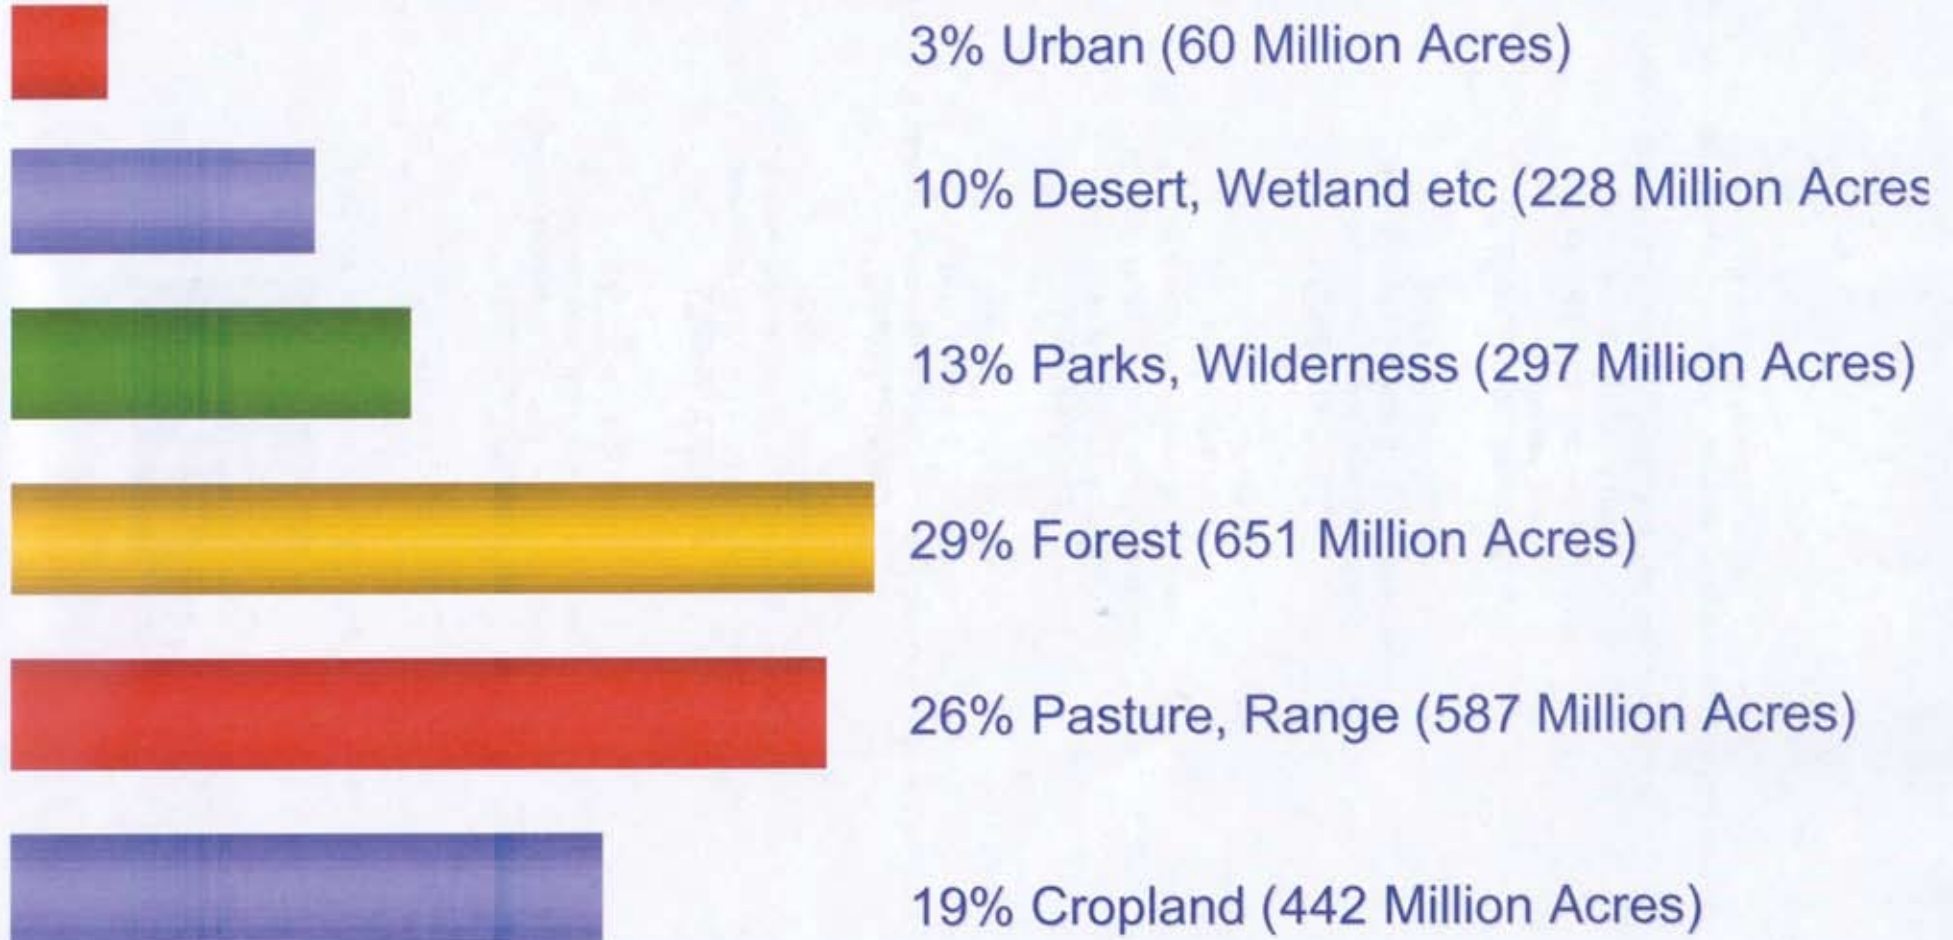 3% Urban (60 Million Acres)
10% Desert, Wetland etc (228 Million Acres
13% Parks, Wilderness (297 Million Acres)
29% Forest (651 Million Acres)
26% Pasture, Range (587 Million Acres)
19% Cropland (442 Million Acres)